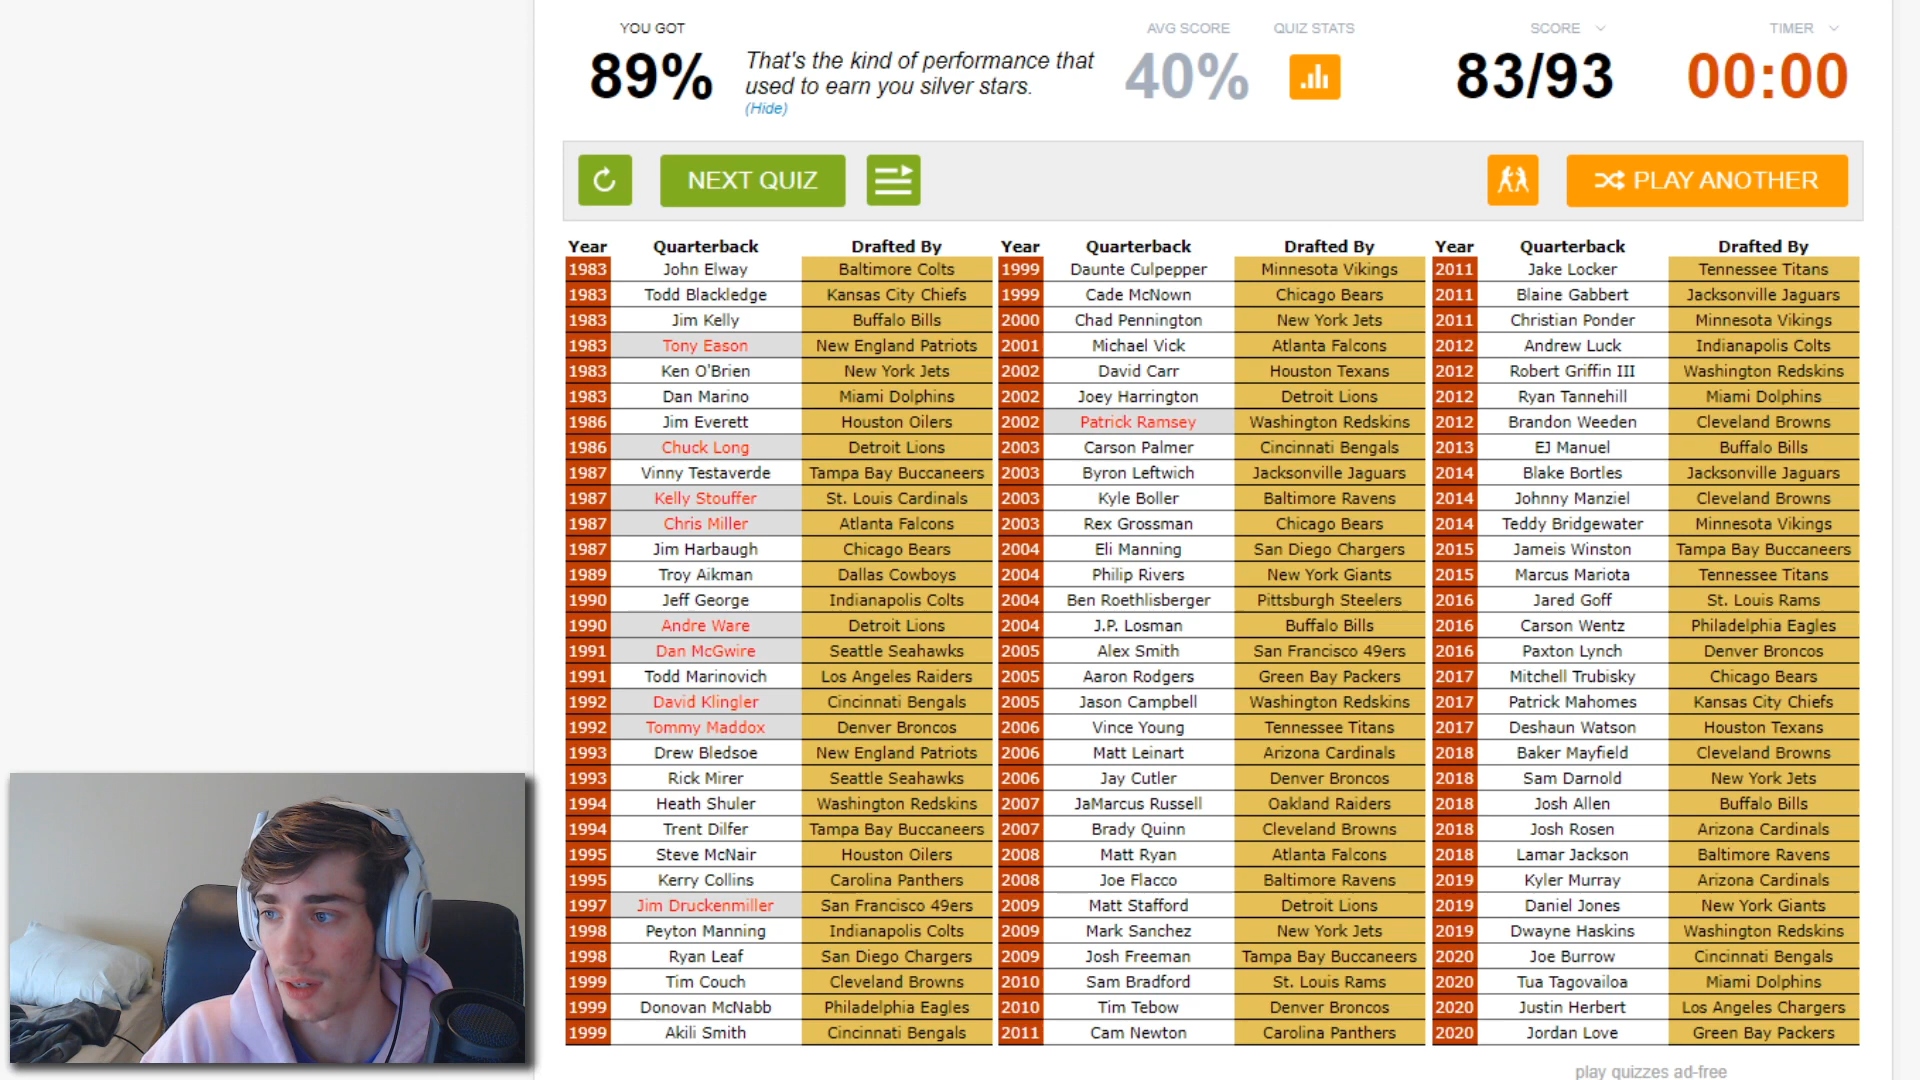 YOU GOT
89%
That's the kind of performance that
used to earn you silver stars.
(Hide)
AVG SCORE
40%
QUIZ STATS
SCORE
83/93
TIMER
00:00
NEXT QUIZ
PLAY ANOTHER
Year Quarterback Drafted By
1983 John Elway Baltimore Colts
1983 Todd Blackledge Kansas City Chiefs
1983 Jim Kelly Buffalo Bills
1983 Tony Eason New England Patriots
1983 Ken O'Brien New York Jets
1983 Dan Marino Miami Dolphins
1986 Jim Everett Houston Oilers
1986 Chuck Long Detroit Lions
1987 Vinny Testaverde Tampa Bay Buccaneers
1987 Kelly Stouffer St. Louis Cardinals
1987 Chris Miller Atlanta Falcons
1987 Jim Harbaugh Chicago Bears
1989 Troy Aikman Dallas Cowboys
1990 Jeff George Indianapolis Colts
1990 Andre Ware Detroit Lions
1991 Dan McGwire Seattle Seahawks
1991 Todd Marinovich Los Angeles Raiders
1992 David Klingler Cincinnati Bengals
1992 Tommy Maddox Denver Broncos
1993 Drew Bledsoe New England Patriots
1993 Rick Mirer Seattle Seahawks
1994 Heath Shuler Washington Redskins
1994 Trent Dilfer Tampa Bay Buccaneers
1995 Steve McNair Houston Oilers
1995 Kerry Collins Carolina Panthers
1997 Jim Druckenmiller San Francisco 49ers
1998 Peyton Manning Indianapolis Colts
1998 Ryan Leaf San Diego Chargers
1999 Tim Couch Cleveland Browns
1999 Donovan McNabb Philadelphia Eagles
1999 Akili Smith Cincinnati Bengals
Year Quarterback Drafted By
1999 Daunte Culpepper Minnesota Vikings
1999 Cade McNown Chicago Bears
2000 Chad Pennington New York Jets
2001 Michael Vick Atlanta Falcons
2002 David Carr Houston Texans
2002 Joey Harrington Detroit Lions
2002 Patrick Ramsey Washington Redskins
2003 Carson Palmer Cincinnati Bengals
2003 Byron Leftwich Jacksonville Jaguars
2003 Kyle Boller Baltimore Ravens
2003 Rex Grossman Chicago Bears
2004 Eli Manning San Diego Chargers
2004 Philip Rivers New York Giants
2004 Ben Roethlisberger Pittsburgh Steelers
2004 J.P. Losman Buffalo Bills
2005 Alex Smith San Francisco 49ers
2005 Aaron Rodgers Green Bay Packers
2005 Jason Campbell Washington Redskins
2006 Vince Young Tennessee Titans
2006 Matt Leinart Arizona Cardinals
2006 Jay Cutler Denver Broncos
2007 JaMarcus Russell Oakland Raiders
2007 Brady Quinn Cleveland Browns
2008 Matt Ryan Atlanta Falcons
2008 Joe Flacco Baltimore Ravens
2009 Matt Stafford Detroit Lions
2009 Mark Sanchez New York Jets
2009 Josh Freeman Tampa Bay Buccaneers
2010 Sam Bradford St. Louis Rams
2010 Tim Tebow Denver Broncos
2011 Cam Newton Carolina Panthers
Year Quarterback Drafted By
2011 Jake Locker Tennessee Titans
2011 Blaine Gabbert Jacksonville Jaguars
2011 Christian Ponder Minnesota Vikings
2012 Andrew Luck Indianapolis Colts
2012 Robert Griffin III Washington Redskins
2012 Ryan Tannehill Miami Dolphins
2012 Brandon Weeden Cleveland Browns
2013 EJ Manuel Buffalo Bills
2014 Blake Bortles Jacksonville Jaguars
2014 Johnny Manziel Cleveland Browns
2014 Teddy Bridgewater Minnesota Vikings
2015 Jameis Winston Tampa Bay Buccaneers
2015 Marcus Mariota Tennessee Titans
2016 Jared Goff St. Louis Rams
2016 Carson Wentz Philadelphia Eagles
2016 Paxton Lynch Denver Broncos
2017 Mitchell Trubisky Chicago Bears
2017 Patrick Mahomes Kansas City Chiefs
2017 Deshaun Watson Houston Texans
2018 Baker Mayfield Cleveland Browns
2018 Sam Darnold New York Jets
2018 Josh Allen Buffalo Bills
2018 Josh Rosen Arizona Cardinals
2018 Lamar Jackson Baltimore Ravens
2019 Kyler Murray Arizona Cardinals
2019 Daniel Jones New York Giants
2019 Dwayne Haskins Washington Redskins
2020 Joe Burrow Cincinnati Bengals
2020 Tua Tagovailoa Miami Dolphins
2020 Justin Herbert Los Angeles Chargers
2020 Jordan Love Green Bay Packers
play quizzes ad-free